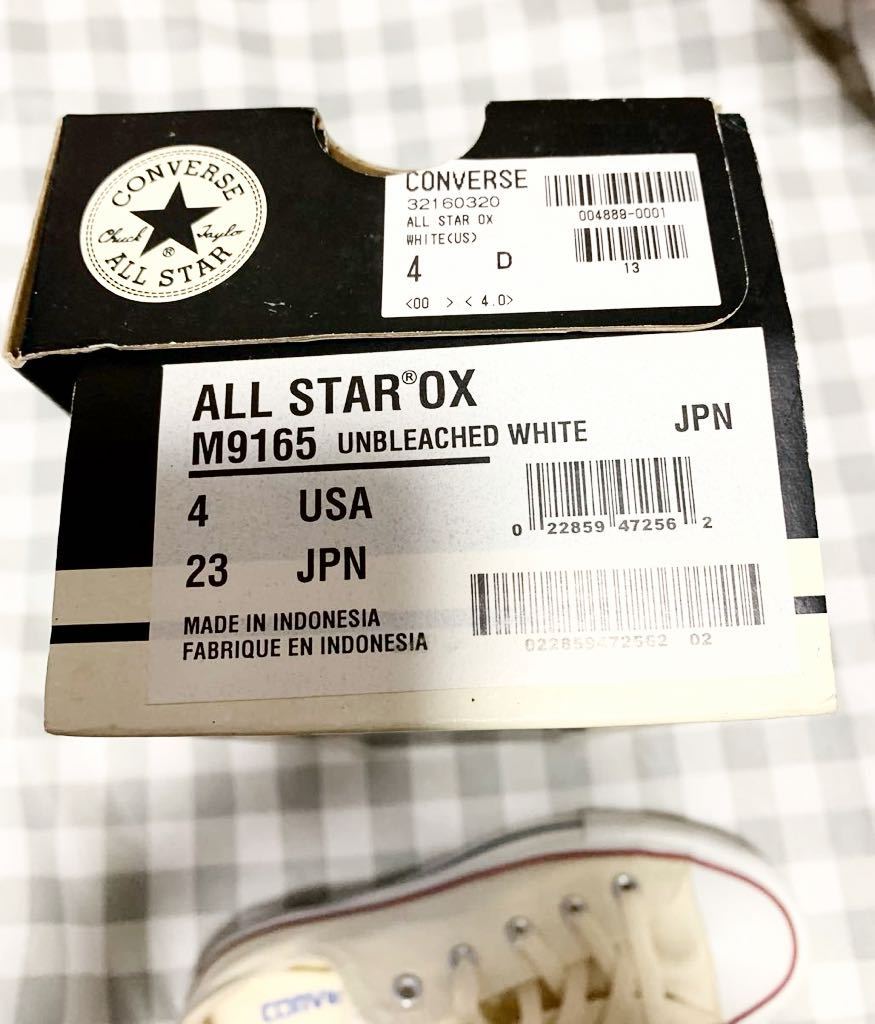 CONVERSE
Chuck Taylor
®
ALL STAR
CONVERSE
32160320
ALL STAR OX
WHITE(US)
4 D
<00 > < 4.0>
004889-0001
13
ALL STAR®OX
M9165 UNBLEACHED WHITE
JPN
4 USA
23 JPN
0 22859 47256 2
MADE IN INDONESIA
FABRIQUE EN INDONESIA
022859472562 02